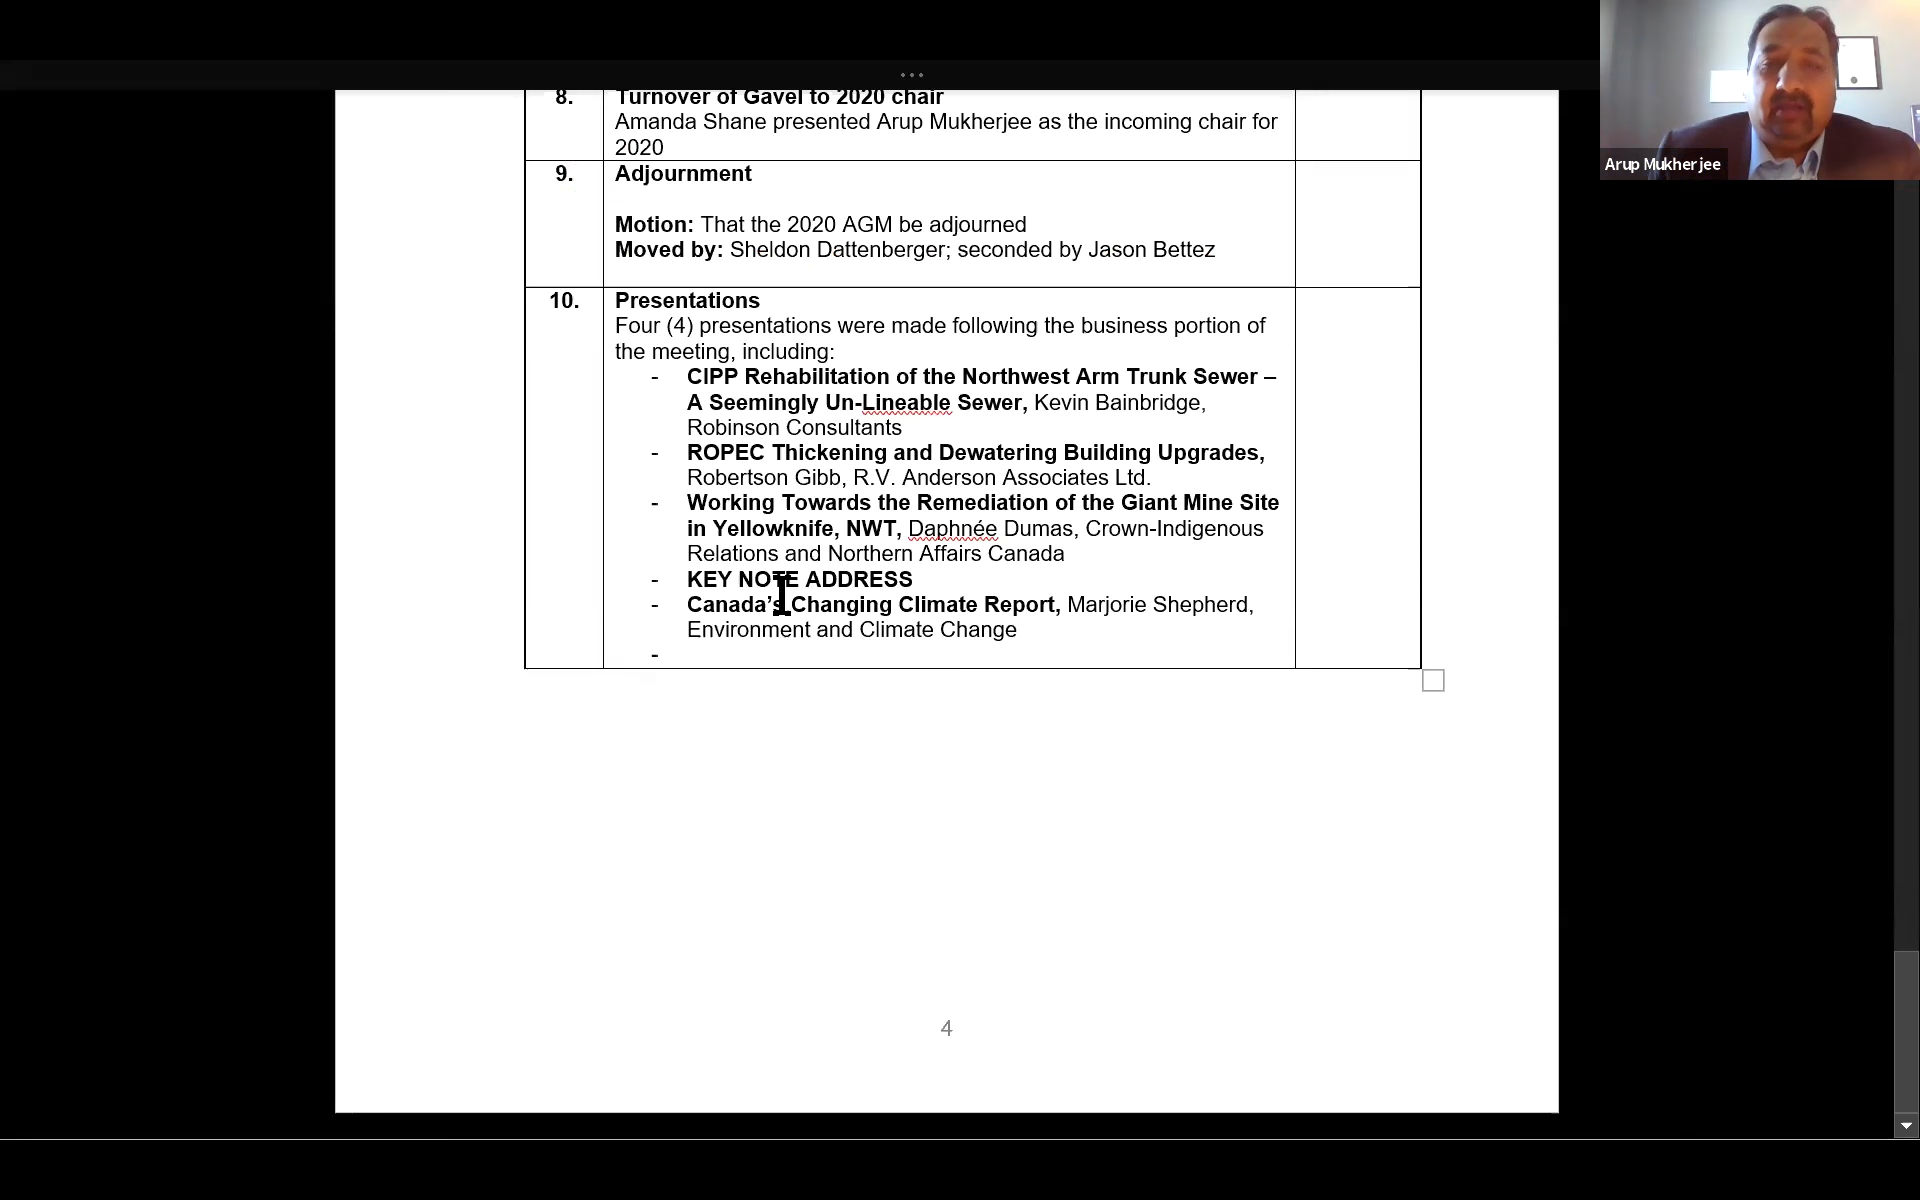 8.
Turnover of Gavel to 2020 chair
Amanda Shane presented Arup Mukherjee as the incoming chair for
2020
9.
Adjournment
Motion: That the 2020 AGM be adjourned
Moved by: Sheldon Dattenberger; seconded by Jason Bettez
10.
Presentations
Four (4) presentations were made following the business portion of
the meeting, including:
- CIPP Rehabilitation of the Northwest Arm Trunk Sewer –
A Seemingly Un-Lineable Sewer, Kevin Bainbridge,
Robinson Consultants
- ROPEC Thickening and Dewatering Building Upgrades,
Robertson Gibb, R.V. Anderson Associates Ltd.
- Working Towards the Remediation of the Giant Mine Site
in Yellowknife, NWT, Daphnée Dumas, Crown-Indigenous
Relations and Northern Affairs Canada
- KEY NOTE ADDRESS
- Canada’s Changing Climate Report, Marjorie Shepherd,
Environment and Climate Change
-
4
Arup Mukherjee